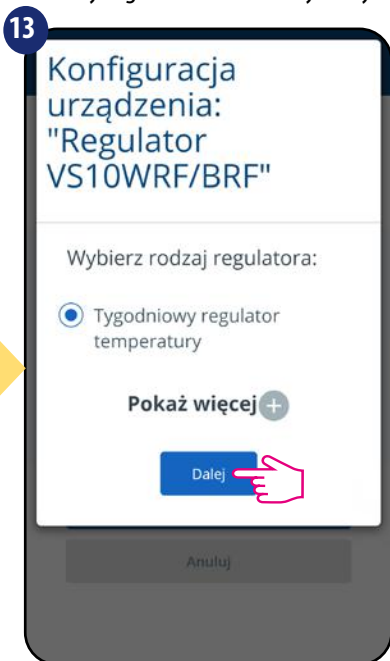 13
Konfiguracja
urządzenia:
"Regulator
VS10WRF/BRF"
Wybierz rodzaj regulatora:
Tygodniowy regulator
temperatury
Pokaż więcej +
Dalej
Anuluj